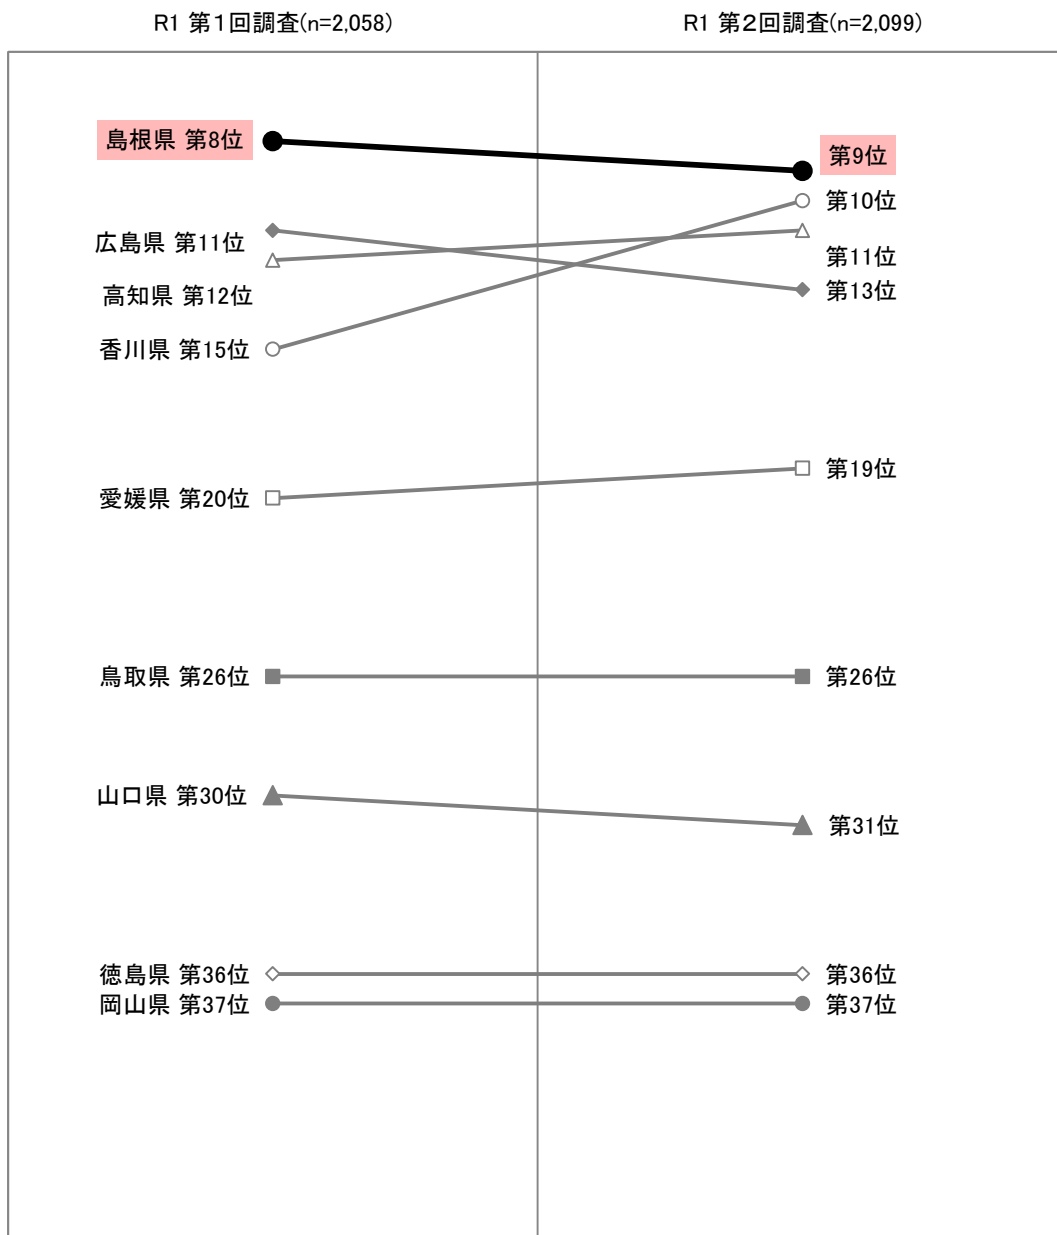 R1 第１回調査(n=2,058)
R1 第２回調査(n=2,099)
島根県 第8位
第9位
第10位
広島県 第11位
第11位
高知県 第12位
第13位
香川県 第15位
愛媛県 第20位
第19位
鳥取県 第26位
第26位
山口県 第30位
第31位
徳島県 第36位
第36位
岡山県 第37位
第37位